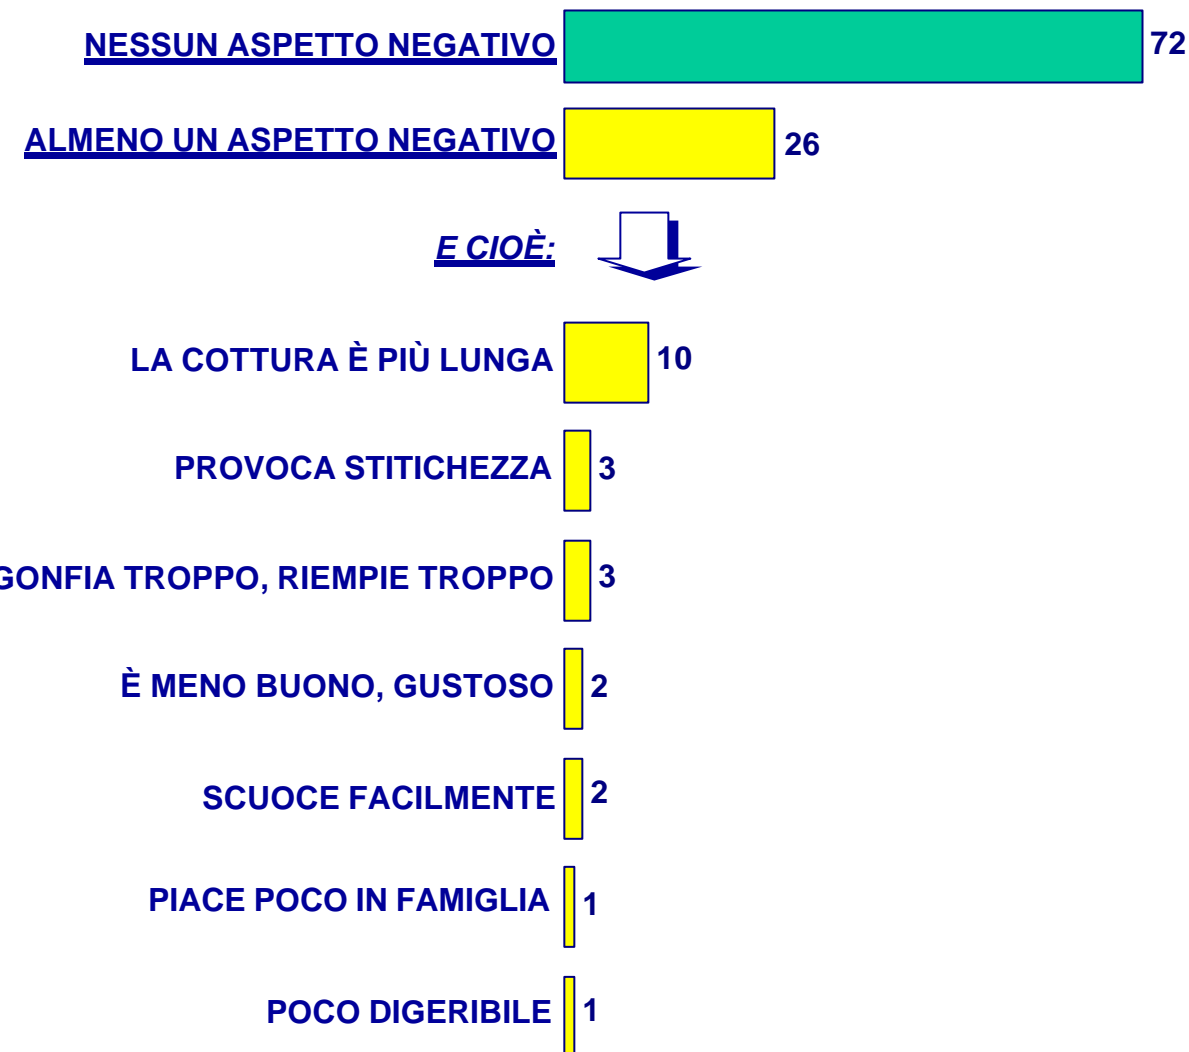 NESSUN ASPETTO NEGATIVO 72
ALMENO UN ASPETTO NEGATIVO 26
E CIOÈ:
LA COTTURA È PIÙ LUNGA 10
PROVOCA STITICHEZZA 3
GONFIA TROPPO, RIEMPIE TROPPO 3
È MENO BUONO, GUSTOSO 2
SCUOCE FACILMENTE 2
PIACE POCO IN FAMIGLIA 1
POCO DIGERIBILE 1